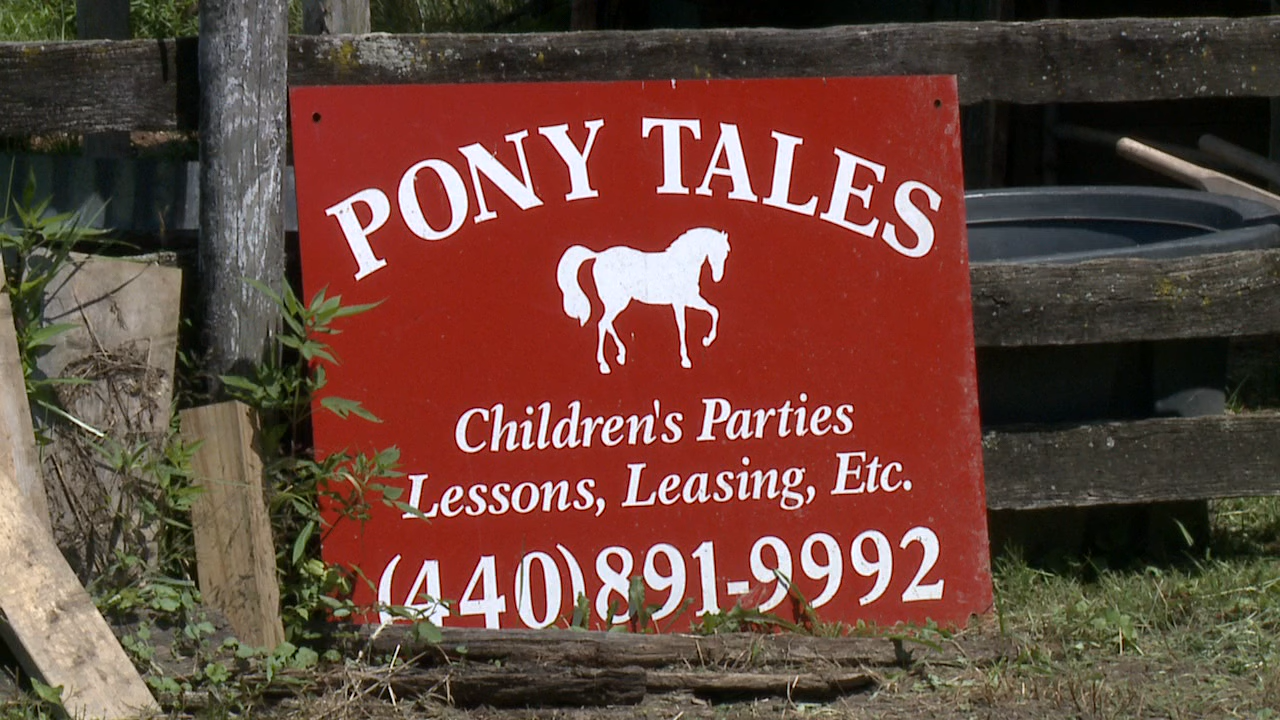 PONY TALES
Children's Parties
Lessons, Leasing, Etc.
(440)891-9992